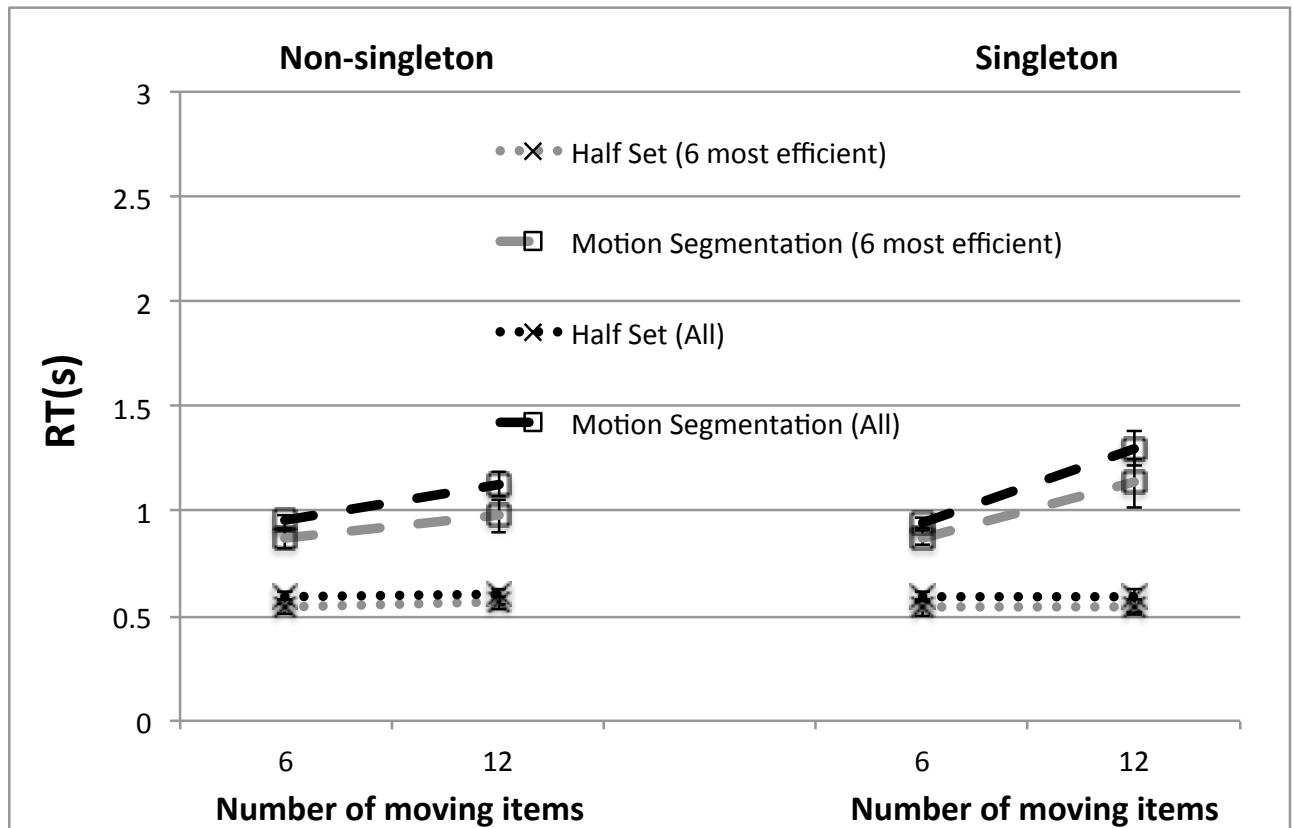 Non-singleton
Singleton
3
Half Set (6 most efficient)
2.5
Motion Segmentation (6 most efficient)
2
Half Set (All)
1.5
Motion Segmentation (All)
RT(s)
1
0.5
0
6
12
6
12
Number of moving items
Number of moving items